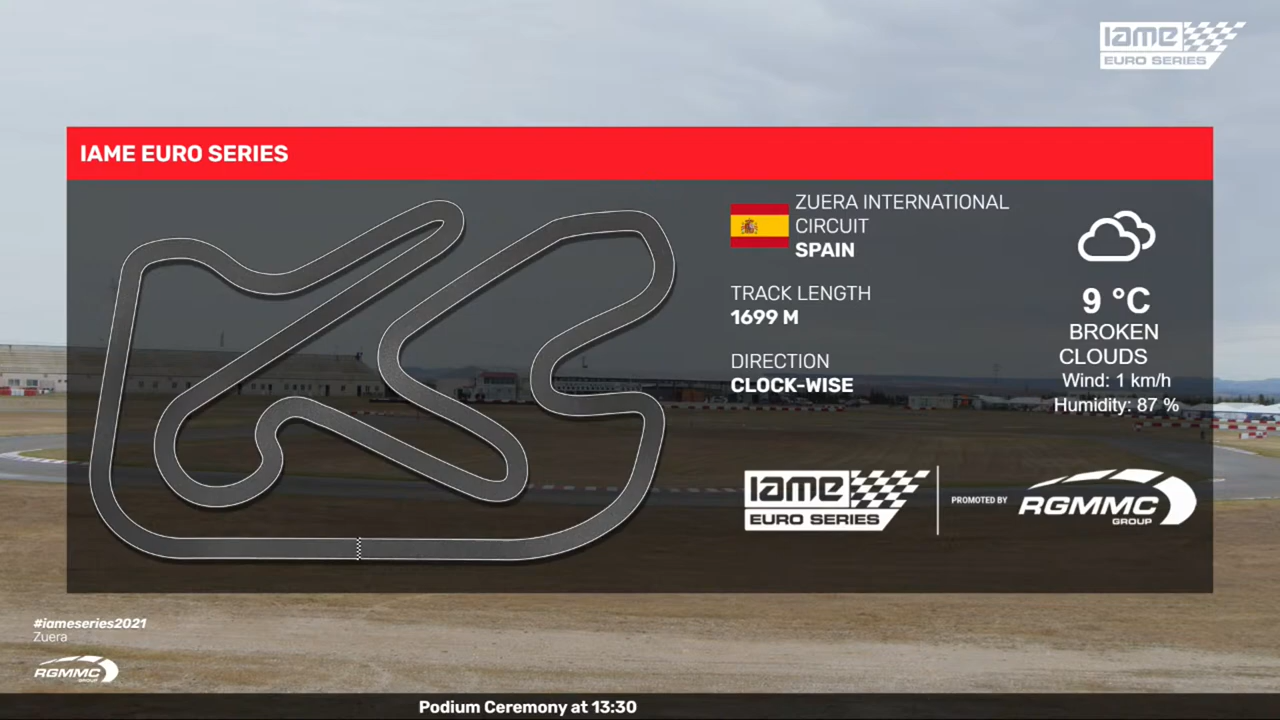 iame
EURO SERIES
IAME EURO SERIES
ZUERA INTERNATIONAL
CIRCUIT
SPAIN
TRACK LENGTH
1699 M
DIRECTION
CLOCK-WISE
9 °C
BROKEN
CLOUDS
Wind: 1 km/h
Humidity: 87 %
iame
EURO SERIES
PROMOTED BY
RGMMC
GROUP
#iameseries2021
Zuera
RGMMC
GROUP
Podium Ceremony at 13:30